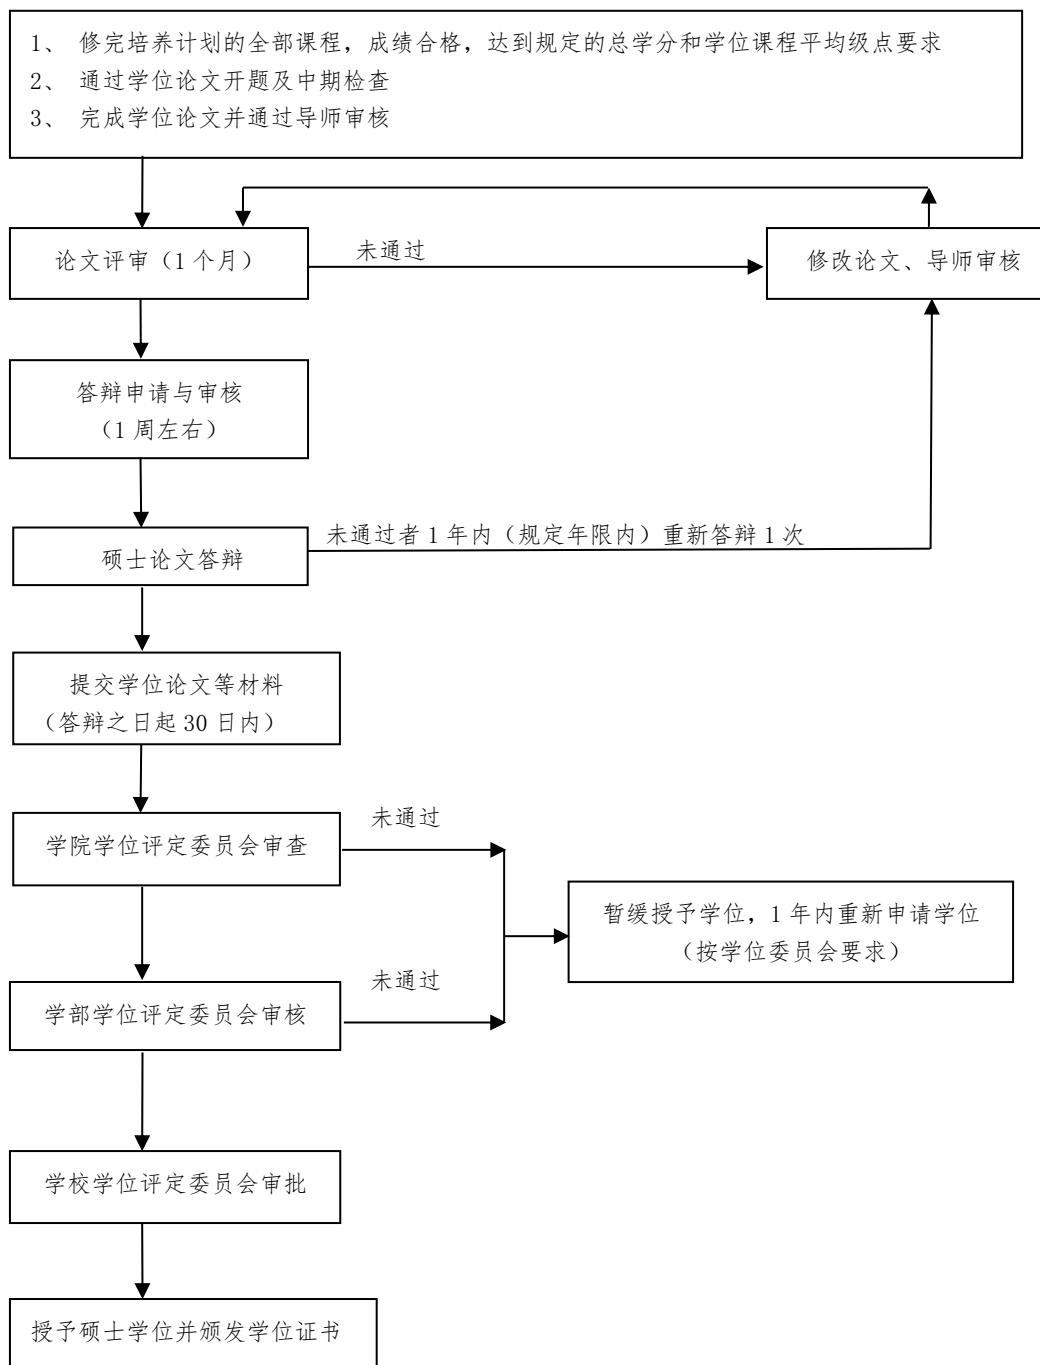 1、 修完培养计划的全部课程，成绩合格，达到规定的总学分和学位课程平均级点要求
2、 通过学位论文开题及中期检查
3、 完成学位论文并通过导师审核
论文评审（1个月）
未通过
修改论文、导师审核
答辩申请与审核
（1周左右）
硕士论文答辩
未通过者1年内（规定年限内）重新答辩1次
提交学位论文等材料
（答辩之日起30日内）
学院学位评定委员会审查
未通过
暂缓授予学位，1年内重新申请学位
（按学位委员会要求）
未通过
学部学位评定委员会审核
学校学位评定委员会审批
授予硕士学位并颁发学位证书